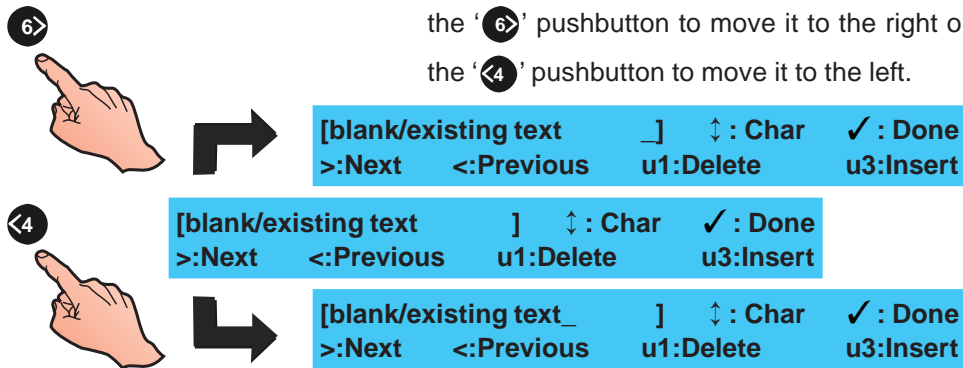 6>
the ‘6>’ pushbutton to move it to the right o
the ‘<4’ pushbutton to move it to the left.
[blank/existing text _] ↕ : Char ✓ : Done
>:Next <:Previous u1:Delete u3:Insert
<4
[blank/existing text ] ↕ : Char ✓ : Done
>:Next <:Previous u1:Delete u3:Insert
[blank/existing text_ ] ↕ : Char ✓ : Done
>:Next <:Previous u1:Delete u3:Insert